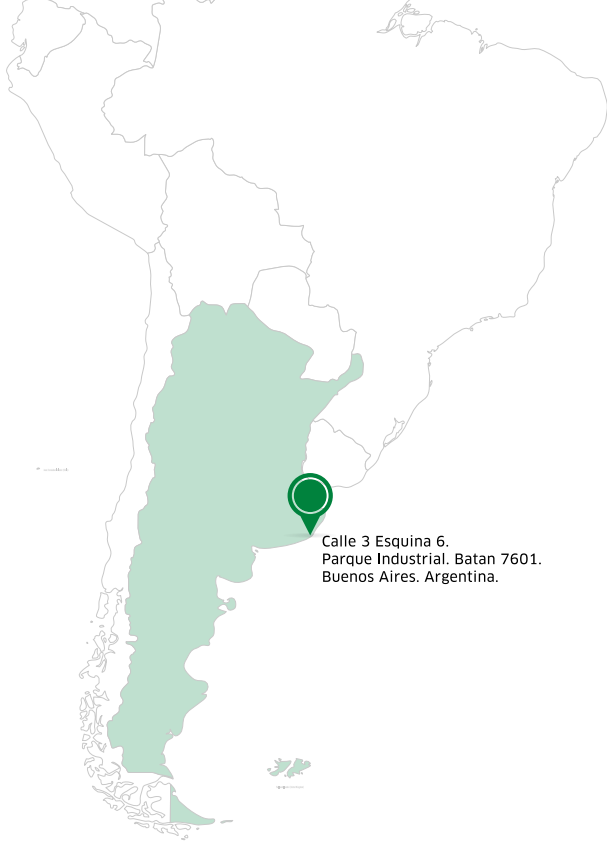 Calle 3 Esquina 6.
Parque Industrial. Batan 7601.
Buenos Aires. Argentina.